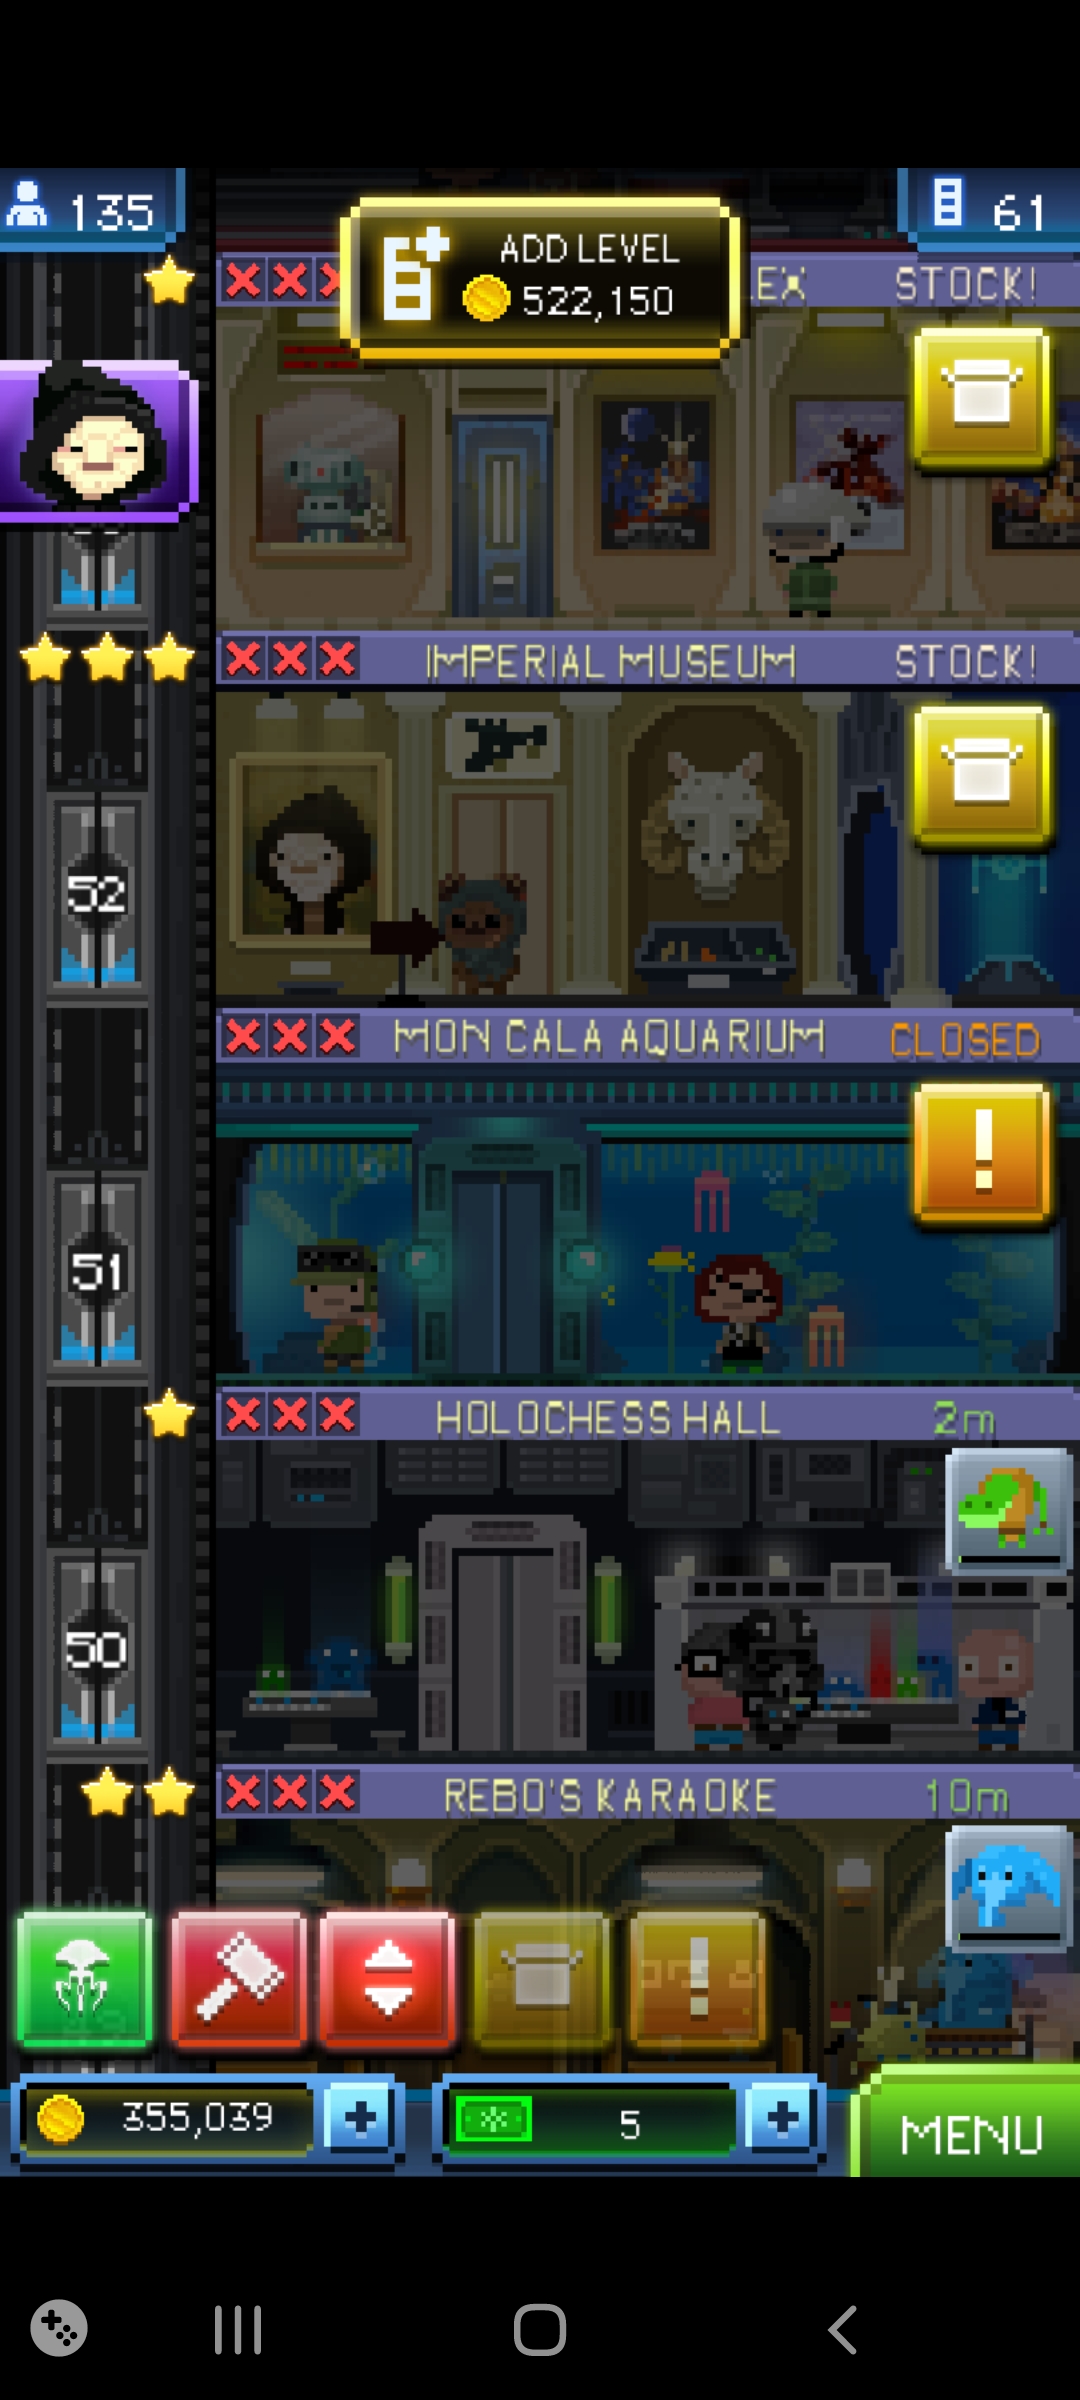 135
ADD LEVEL
522,150
61
EX STOCK!
IMPERIAL MUSEUM STOCK!
52
MON CALA AQUARIUM CLOSED
!
51
HOLOCHESS HALL 2m
50
REBO'S KARAOKE 10m
!
355,039 + 5 + MENU